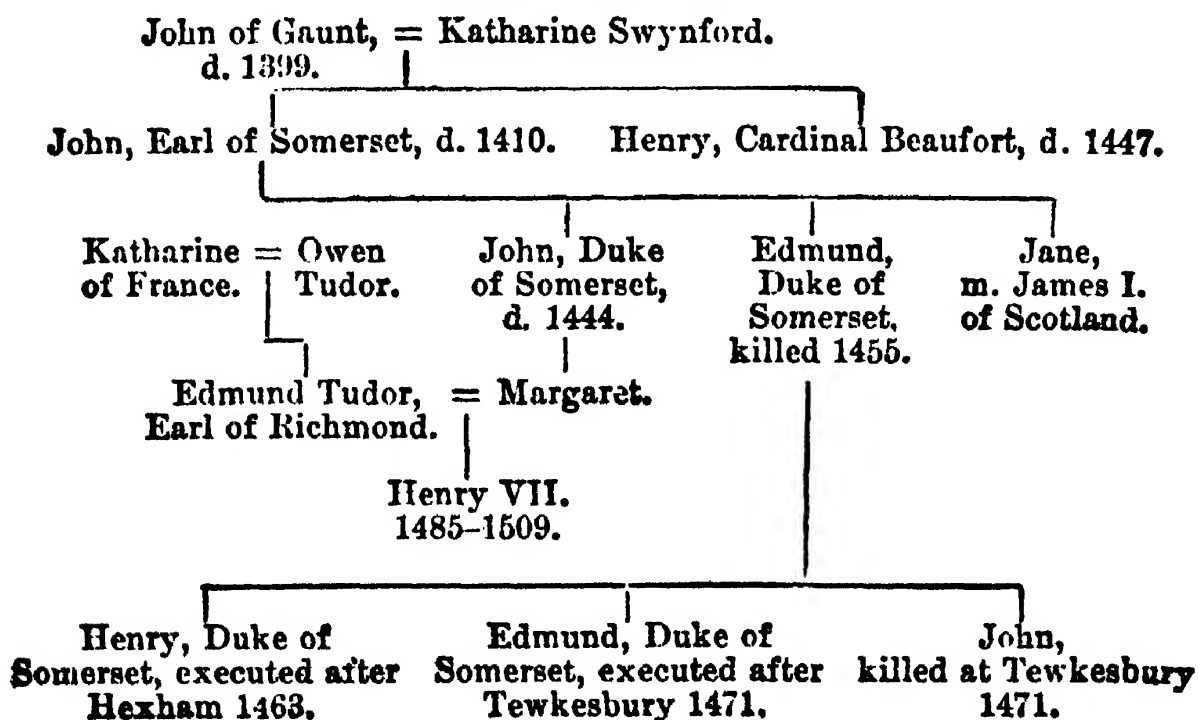 John of Gaunt, = Katharine Swynford.
d. 1399.
John, Earl of Somerset, d. 1410. Henry, Cardinal Beaufort, d. 1447.
Katharine = Owen
of France. Tudor.
John, Duke
of Somerset,
d. 1444.
Edmund,
Duke of
Somerset,
killed 1455.
Jane,
m. James I.
of Scotland.
Edmund Tudor, = Margaret.
Earl of Richmond.
Henry VII.
1485–1509.
Henry, Duke of
Somerset, executed after
Hexham 1463.
Edmund, Duke of
Somerset, executed after
Tewkesbury 1471.
John,
killed at Tewkesbury
1471.